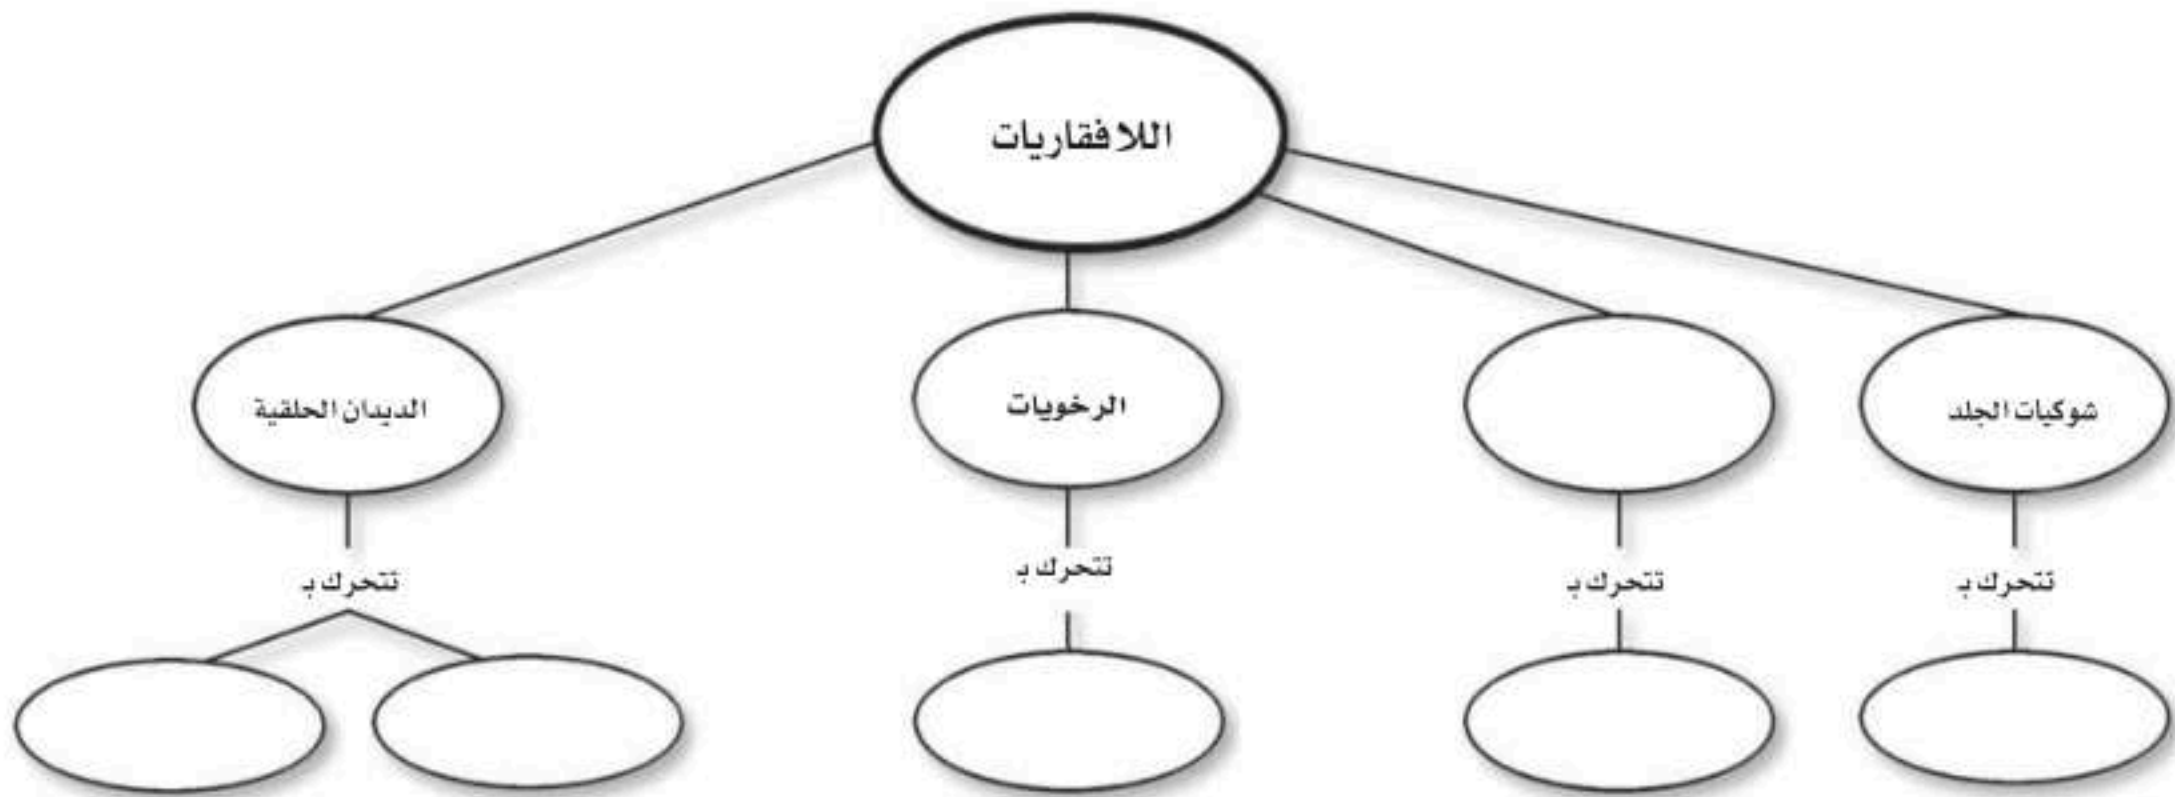 اللافقاريات
شوكيات الجلد
الرخويات
الديدان الحلقية
تتحرك بـ
تتحرك بـ
تتحرك بـ
تتحرك بـ